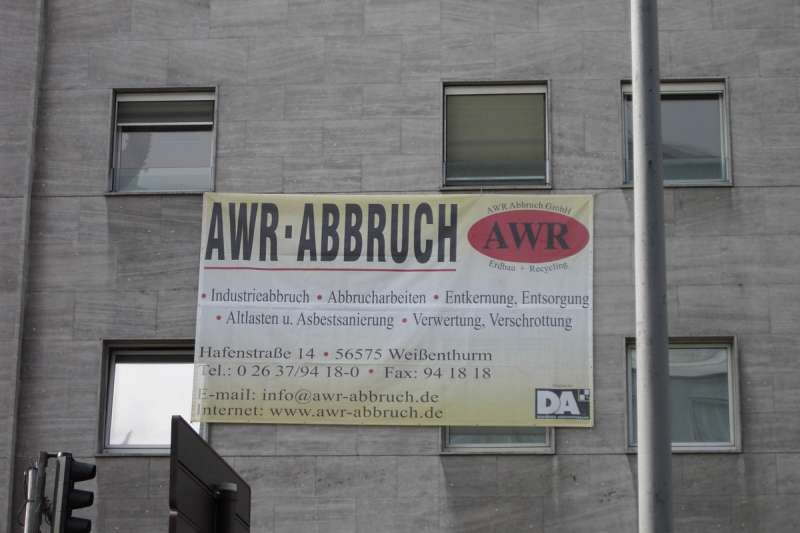 AWR-ABBRUCH
AWR Abbruch GmbH
AWR
Erdbau + Recycling
• Industrieabbruch • Abbrucharbeiten • Entkernung, Entsorgung
• Altlasten u. Asbestsanierung • Verwertung, Verschrottung
Hafenstraße 14 • 56575 Weißenthurm
Tel.: 0 26 37/94 18-0 • Fax: 94 18 18
E-mail: info@awr-abbruch.de
Internet: www.awr-abbruch.de
DA